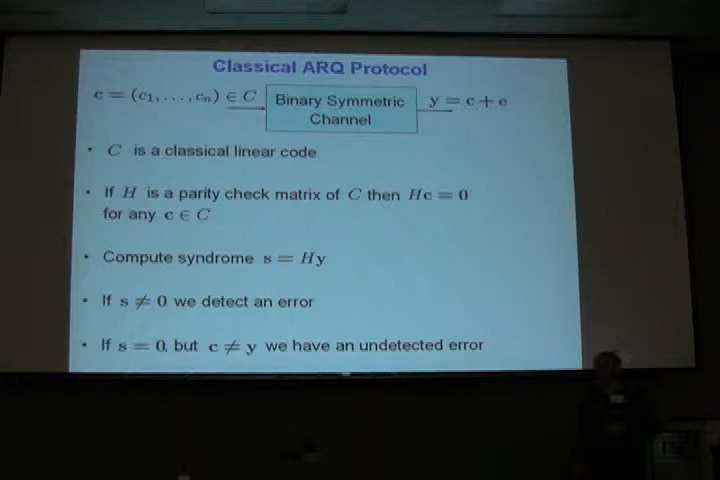 Classical ARQ Protocol
c = (c₁, . . . , cₙ) ∈ C
Binary Symmetric
Channel
y = c + e
• C is a classical linear code
• If H is a parity check matrix of C then Hc = 0
for any c ∈ C
• Compute syndrome s = Hy
• If s ≠ 0 we detect an error
• If s = 0, but c ≠ y we have an undetected error